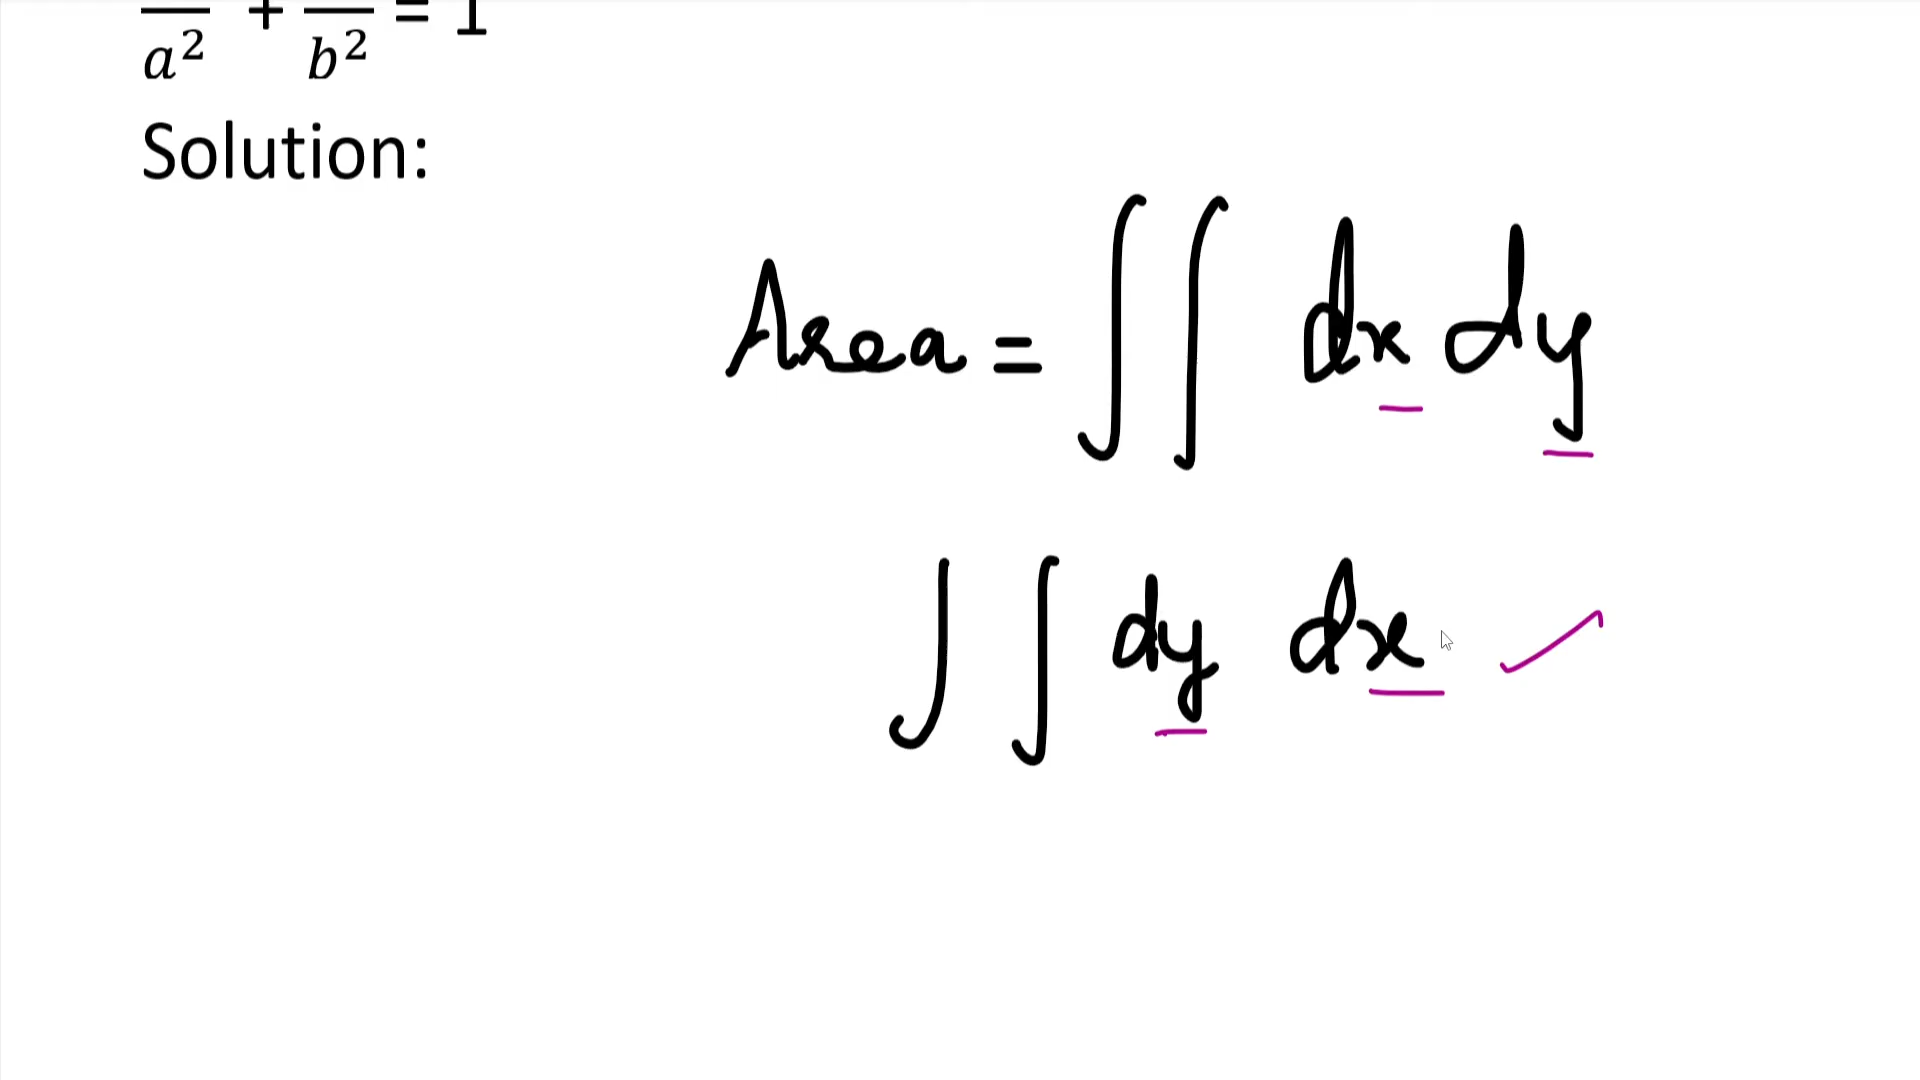 a² + b² = 1
Solution:
Area = ∫∫ dx dy
∫∫ dy dx